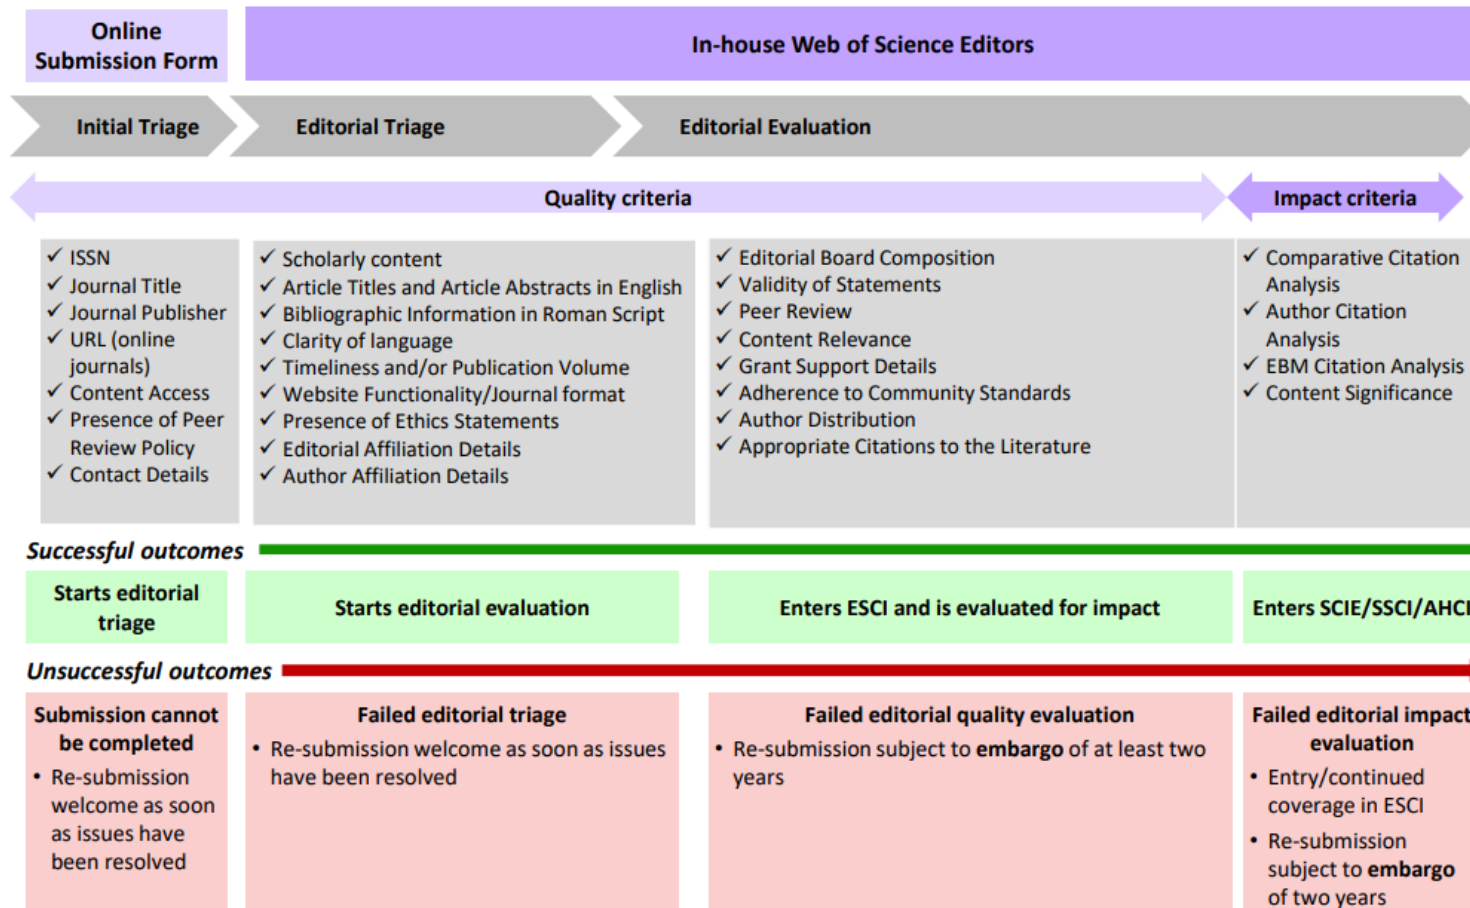 Online
Submission Form
In-house Web of Science Editors
Initial Triage
Editorial Triage
Editorial Evaluation
Quality criteria
Impact criteria
✓ ISSN
✓ Journal Title
✓ Journal Publisher
✓ URL (online
journals)
✓ Content Access
✓ Presence of Peer
Review Policy
✓ Contact Details
✓ Scholarly content
✓ Article Titles and Article Abstracts in English
✓ Bibliographic Information in Roman Script
✓ Clarity of language
✓ Timeliness and/or Publication Volume
✓ Website Functionality/Journal format
✓ Presence of Ethics Statements
✓ Editorial Affiliation Details
✓ Author Affiliation Details
✓ Editorial Board Composition
✓ Validity of Statements
✓ Peer Review
✓ Content Relevance
✓ Grant Support Details
✓ Adherence to Community Standards
✓ Author Distribution
✓ Appropriate Citations to the Literature
✓ Comparative Citation
Analysis
✓ Author Citation
Analysis
✓ EBM Citation Analysis
✓ Content Significance
Successful outcomes
Starts editorial
triage
Starts editorial evaluation
Enters ESCI and is evaluated for impact
Enters SCIE/SSCI/AHCI
Unsuccessful outcomes
Submission cannot
be completed
• Re-submission
welcome as soon
as issues have
been resolved
Failed editorial triage
• Re-submission welcome as soon as issues
have been resolved
Failed editorial quality evaluation
• Re-submission subject to embargo of at least two
years
Failed editorial impact
evaluation
• Entry/continued
coverage in ESCI
• Re-submission
subject to embargo
of two years